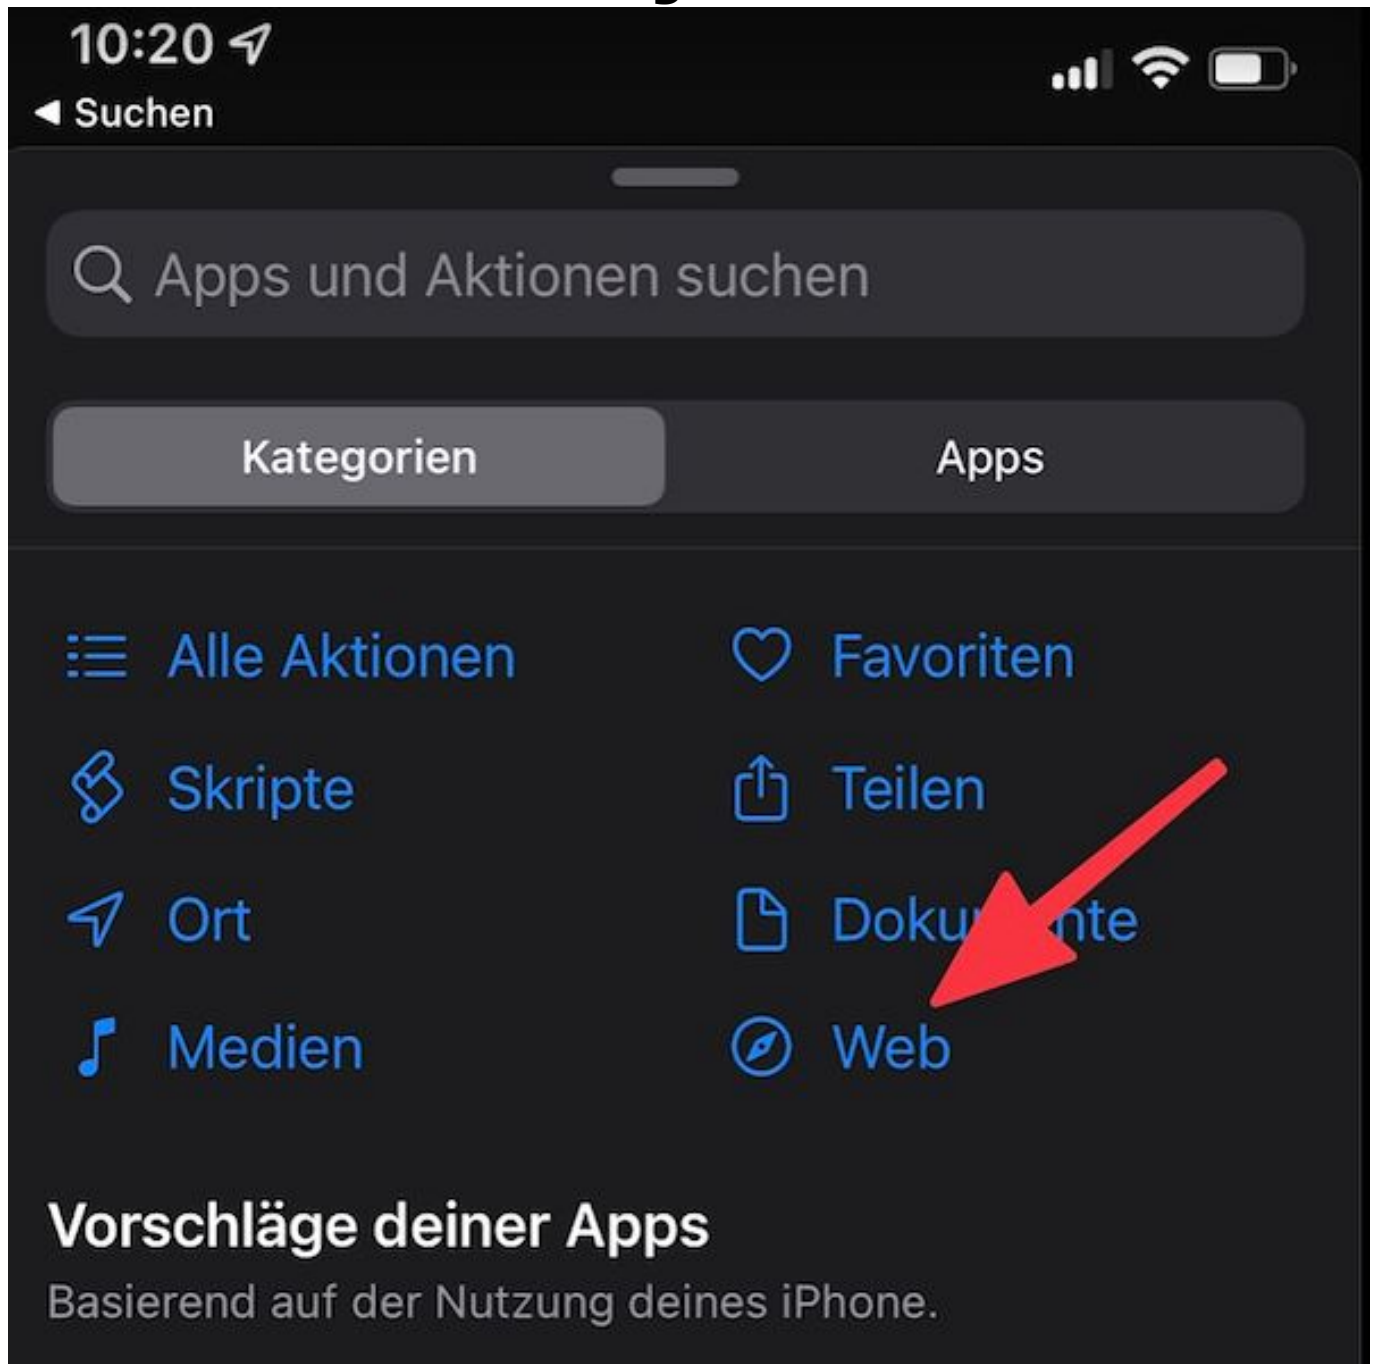 10:20
Suchen
Apps und Aktionen suchen
Kategorien Apps
Alle Aktionen Favoriten
Skripte Teilen
Ort
Medien Web
Vorschläge deiner Apps
Basierend auf der Nutzung deines iPhone.